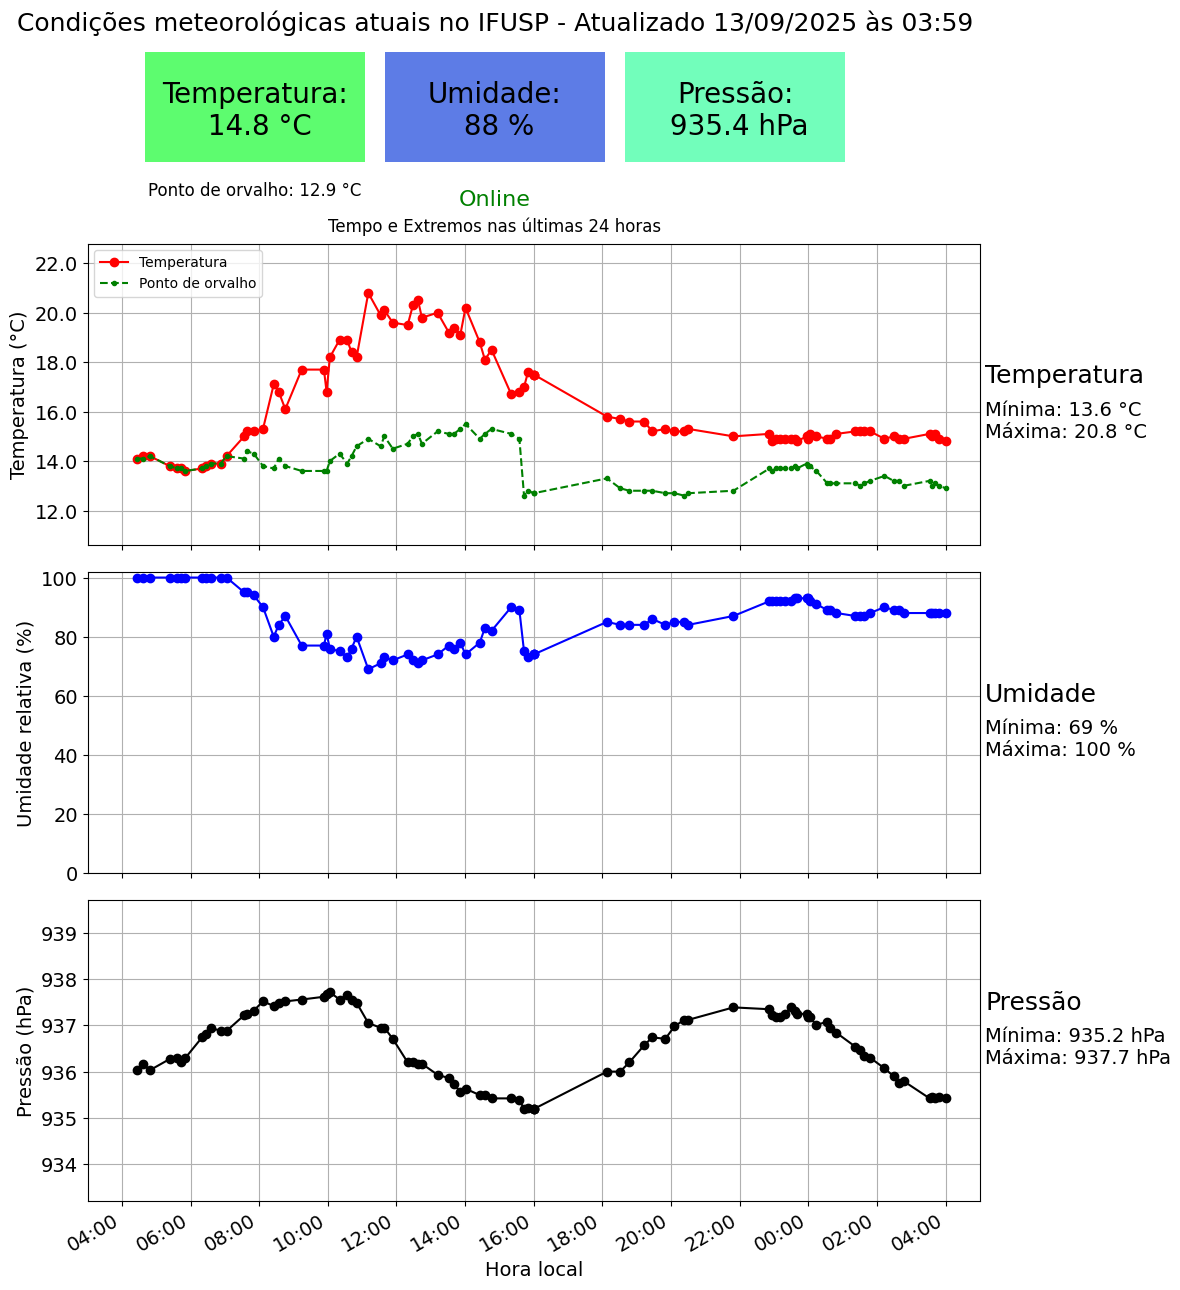 Condições meteorológicas atuais no IFUSP - Atualizado 13/09/2025 às 03:59
Temperatura:
14.8 °C
Umidade:
88 %
Pressão:
935.4 hPa
Ponto de orvalho: 12.9 °C
Online
Tempo e Extremos nas últimas 24 horas
Temperatura
Ponto de orvalho
Temperatura (°C)
22.0
20.0
18.0
16.0
14.0
12.0
Temperatura
Mínima: 13.6 °C
Máxima: 20.8 °C
Umidade relativa (%)
100
80
60
40
20
0
Umidade
Mínima: 69 %
Máxima: 100 %
Pressão (hPa)
939
938
937
936
935
934
Pressão
Mínima: 935.2 hPa
Máxima: 937.7 hPa
04:00
06:00
08:00
10:00
12:00
14:00
16:00
18:00
20:00
22:00
00:00
02:00
04:00
Hora local